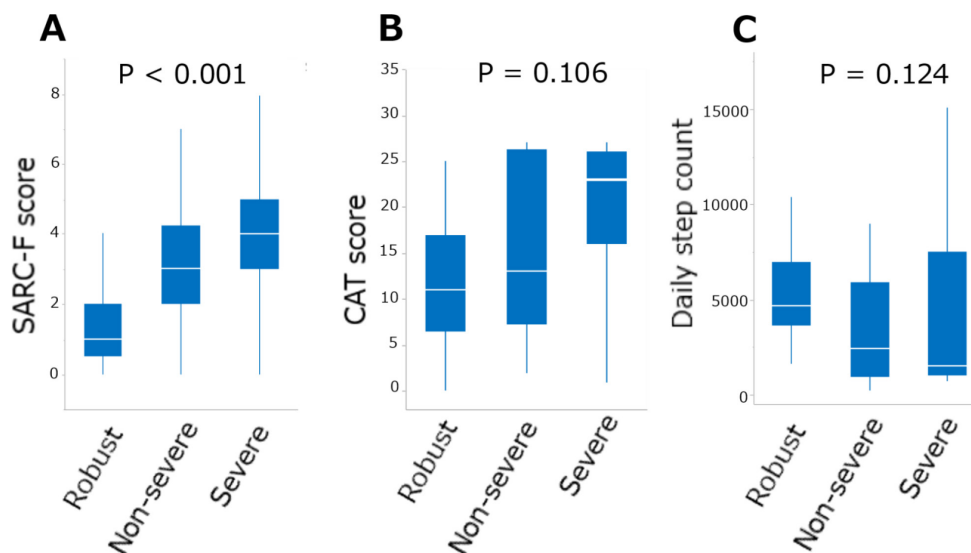 A
P < 0.001
SARC-F score
8
6
4
2
0
Robust
Non-severe
Severe
B
P = 0.106
CAT score
35
30
25
20
15
10
5
0
Robust
Non-severe
Severe
C
P = 0.124
Daily step count
15000
10000
5000
0
Robust
Non-severe
Severe